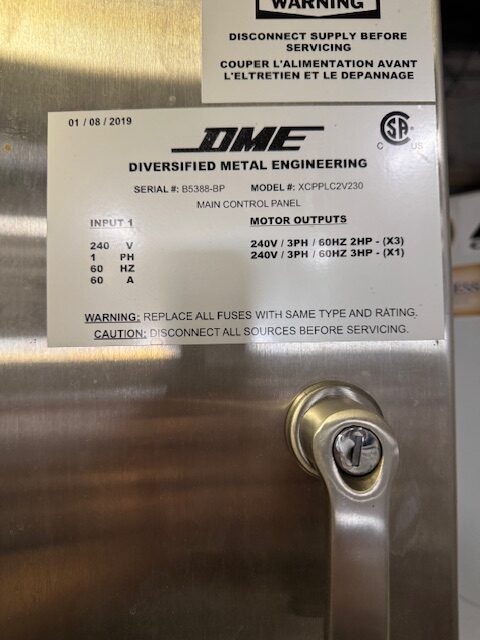 WARNING
DISCONNECT SUPPLY BEFORE
SERVICING
COUPER L'ALIMENTATION AVANT
L'ELTRETIEN ET LE DEPANNAGE
01 / 08 / 2019
DME
DIVERSIFIED METAL ENGINEERING
SA
C US
SERIAL #: B5388-BP MODEL #: XCPPLC2V230
MAIN CONTROL PANEL
INPUT 1 MOTOR OUTPUTS
240 V 240V / 3PH / 60HZ 2HP - (X3)
1 PH 240V / 3PH / 60HZ 3HP - (X1)
60 HZ
60 A
WARNING: REPLACE ALL FUSES WITH SAME TYPE AND RATING.
CAUTION: DISCONNECT ALL SOURCES BEFORE SERVICING.